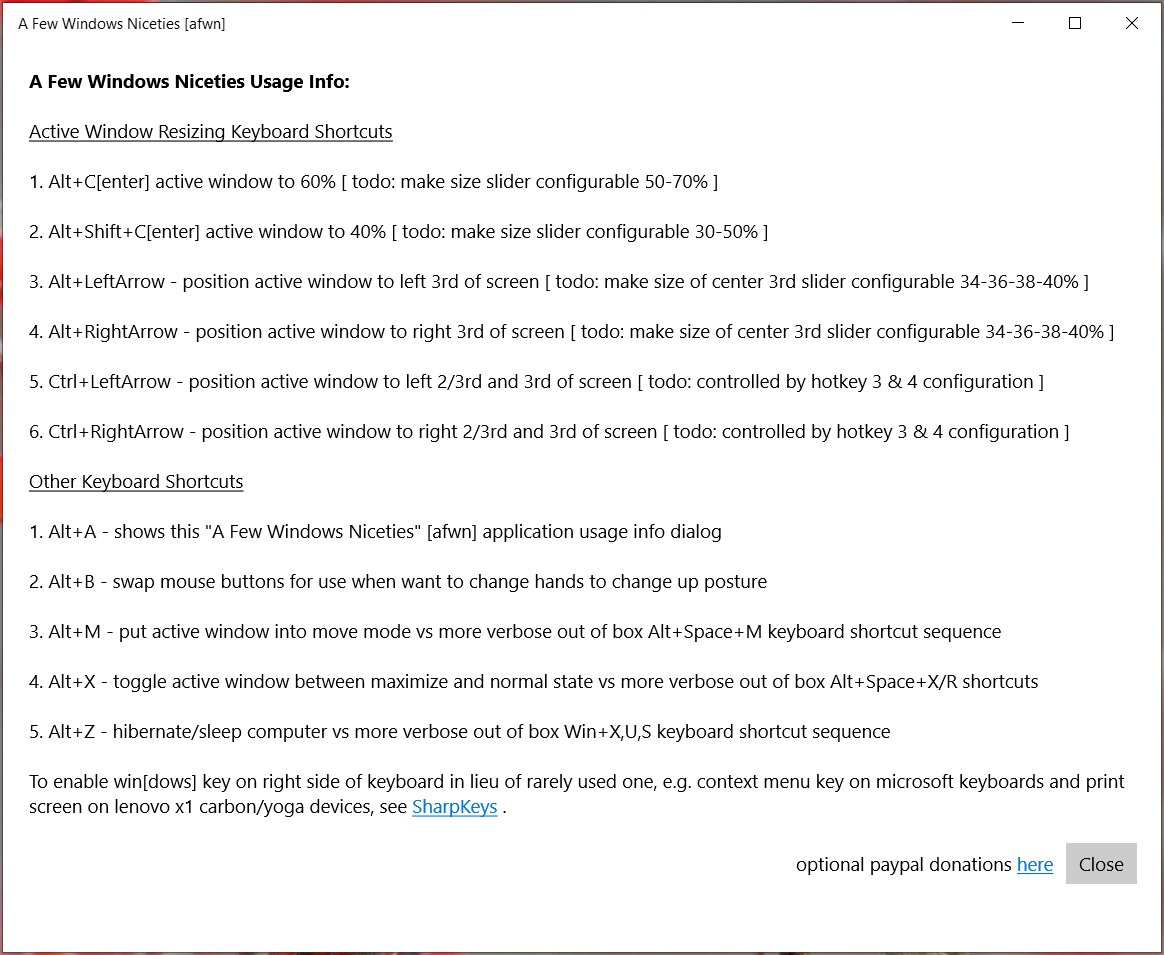 A Few Windows Niceties [afwn]
A Few Windows Niceties Usage Info:
Active Window Resizing Keyboard Shortcuts
1. Alt+C[enter] active window to 60% [ todo: make size slider configurable 50-70% ]
2. Alt+Shift+C[enter] active window to 40% [ todo: make size slider configurable 30-50% ]
3. Alt+LeftArrow - position active window to left 3rd of screen [ todo: make size of center 3rd slider configurable 34-36-38-40% ]
4. Alt+RightArrow - position active window to right 3rd of screen [ todo: make size of center 3rd slider configurable 34-36-38-40% ]
5. Ctrl+LeftArrow - position active window to left 2/3rd and 3rd of screen [ todo: controlled by hotkey 3 & 4 configuration ]
6. Ctrl+RightArrow - position active window to right 2/3rd and 3rd of screen [ todo: controlled by hotkey 3 & 4 configuration ]
Other Keyboard Shortcuts
1. Alt+A - shows this "A Few Windows Niceties" [afwn] application usage info dialog
2. Alt+B - swap mouse buttons for use when want to change hands to change up posture
3. Alt+M - put active window into move mode vs more verbose out of box Alt+Space+M keyboard shortcut sequence
4. Alt+X - toggle active window between maximize and normal state vs more verbose out of box Alt+Space+X/R shortcuts
5. Alt+Z - hibernate/sleep computer vs more verbose out of box Win+X,U,S keyboard shortcut sequence
To enable win[dows] key on right side of keyboard in lieu of rarely used one, e.g. context menu key on microsoft keyboards and print
screen on lenovo x1 carbon/yoga devices, see SharpKeys .
optional paypal donations here Close